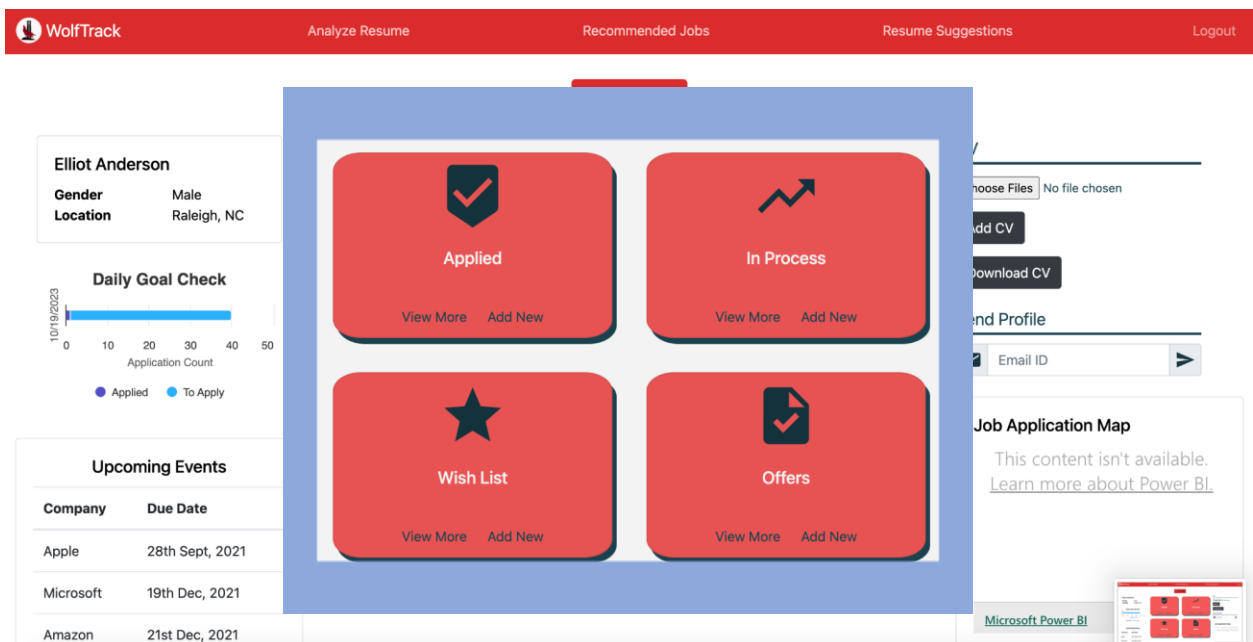 WolfTrack Analyze Resume Recommended Jobs Resume Suggestions Logout
Elliot Anderson
Gender Male
Location Raleigh, NC
Daily Goal Check
10/19/2023
0 10 20 30 40 50
Application Count
Applied To Apply
Upcoming Events
Company Due Date
Apple 28th Sept, 2021
Microsoft 19th Dec, 2021
Amazon 21st Dec, 2021
Applied
View More Add New
In Process
View More Add New
Wish List
View More Add New
Offers
View More Add New
hoose Files No file chosen
dd CV
ownload CV
nd Profile
Email ID
Job Application Map
This content isn't available.
Learn more about Power BI.
Microsoft Power BI